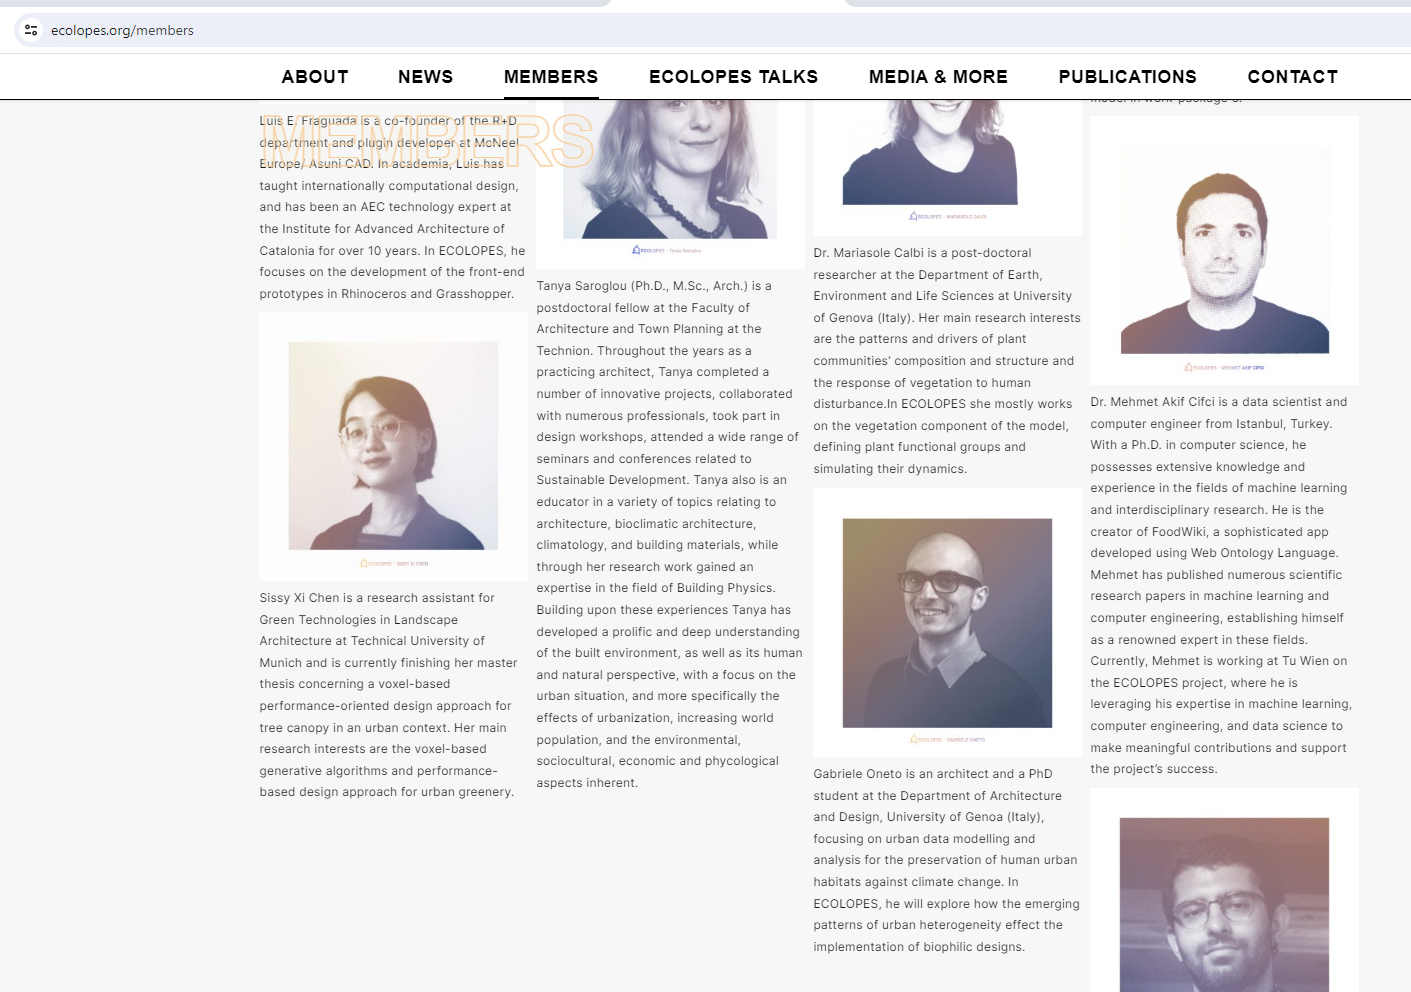 ecolopes.org/members
ABOUT
NEWS
MEMBERS
ECOLOPES TALKS
MEDIA & MORE
PUBLICATIONS
CONTACT
MEMBERS
Luis E. Fraguada is a co-founder of the R+D
department and plugin developer at McNeel
Europe/ Asuni CAD. In academia, Luis has
taught internationally computational design,
and has been an AEC technology expert at
the Institute for Advanced Architecture of
Catalonia for over 10 years. In ECOLOPES, he
focuses on the development of the front-end
prototypes in Rhinoceros and Grasshopper.
ECOLOPES - SISSY XI CHEN
Sissy Xi Chen is a research assistant for
Green Technologies in Landscape
Architecture at Technical University of
Munich and is currently finishing her master
thesis concerning a voxel-based
performance-oriented design approach for
tree canopy in an urban context. Her main
research interests are the voxel-based
generative algorithms and performance-
based design approach for urban greenery.
ECOLOPES - Tanya Saroglou
Tanya Saroglou (Ph.D., M.Sc., Arch.) is a
postdoctoral fellow at the Faculty of
Architecture and Town Planning at the
Technion. Throughout the years as a
practicing architect, Tanya completed a
number of innovative projects, collaborated
with numerous professionals, took part in
design workshops, attended a wide range of
seminars and conferences related to
Sustainable Development. Tanya also is an
educator in a variety of topics relating to
architecture, bioclimatic architecture,
climatology, and building materials, while
through her research work gained an
expertise in the field of Building Physics.
Building upon these experiences Tanya has
developed a prolific and deep understanding
of the built environment, as well as its human
and natural perspective, with a focus on the
urban situation, and more specifically the
effects of urbanization, increasing world
population, and the environmental,
sociocultural, economic and phycological
aspects inherent.
ECOLOPES - MARIASOLE CALBI
Dr. Mariasole Calbi is a post-doctoral
researcher at the Department of Earth,
Environment and Life Sciences at University
of Genova (Italy). Her main research interests
are the patterns and drivers of plant
communities’ composition and structure and
the response of vegetation to human
disturbance.In ECOLOPES she mostly works
on the vegetation component of the model,
defining plant functional groups and
simulating their dynamics.
ECOLOPES - GABRIELE ONETO
Gabriele Oneto is an architect and a PhD
student at the Department of Architecture
and Design, University of Genoa (Italy),
focusing on urban data modelling and
analysis for the preservation of human urban
habitats against climate change. In
ECOLOPES, he will explore how the emerging
patterns of urban heterogeneity effect the
implementation of biophilic designs.
ECOLOPES - MEHMET AKIF CIFCI
Dr. Mehmet Akif Cifci is a data scientist and
computer engineer from Istanbul, Turkey.
With a Ph.D. in computer science, he
possesses extensive knowledge and
experience in the fields of machine learning
and interdisciplinary research. He is the
creator of FoodWiki, a sophisticated app
developed using Web Ontology Language.
Mehmet has published numerous scientific
research papers in machine learning and
computer engineering, establishing himself
as a renowned expert in these fields.
Currently, Mehmet is working at Tu Wien on
the ECOLOPES project, where he is
leveraging his expertise in machine learning,
computer engineering, and data science to
make meaningful contributions and support
the project’s success.